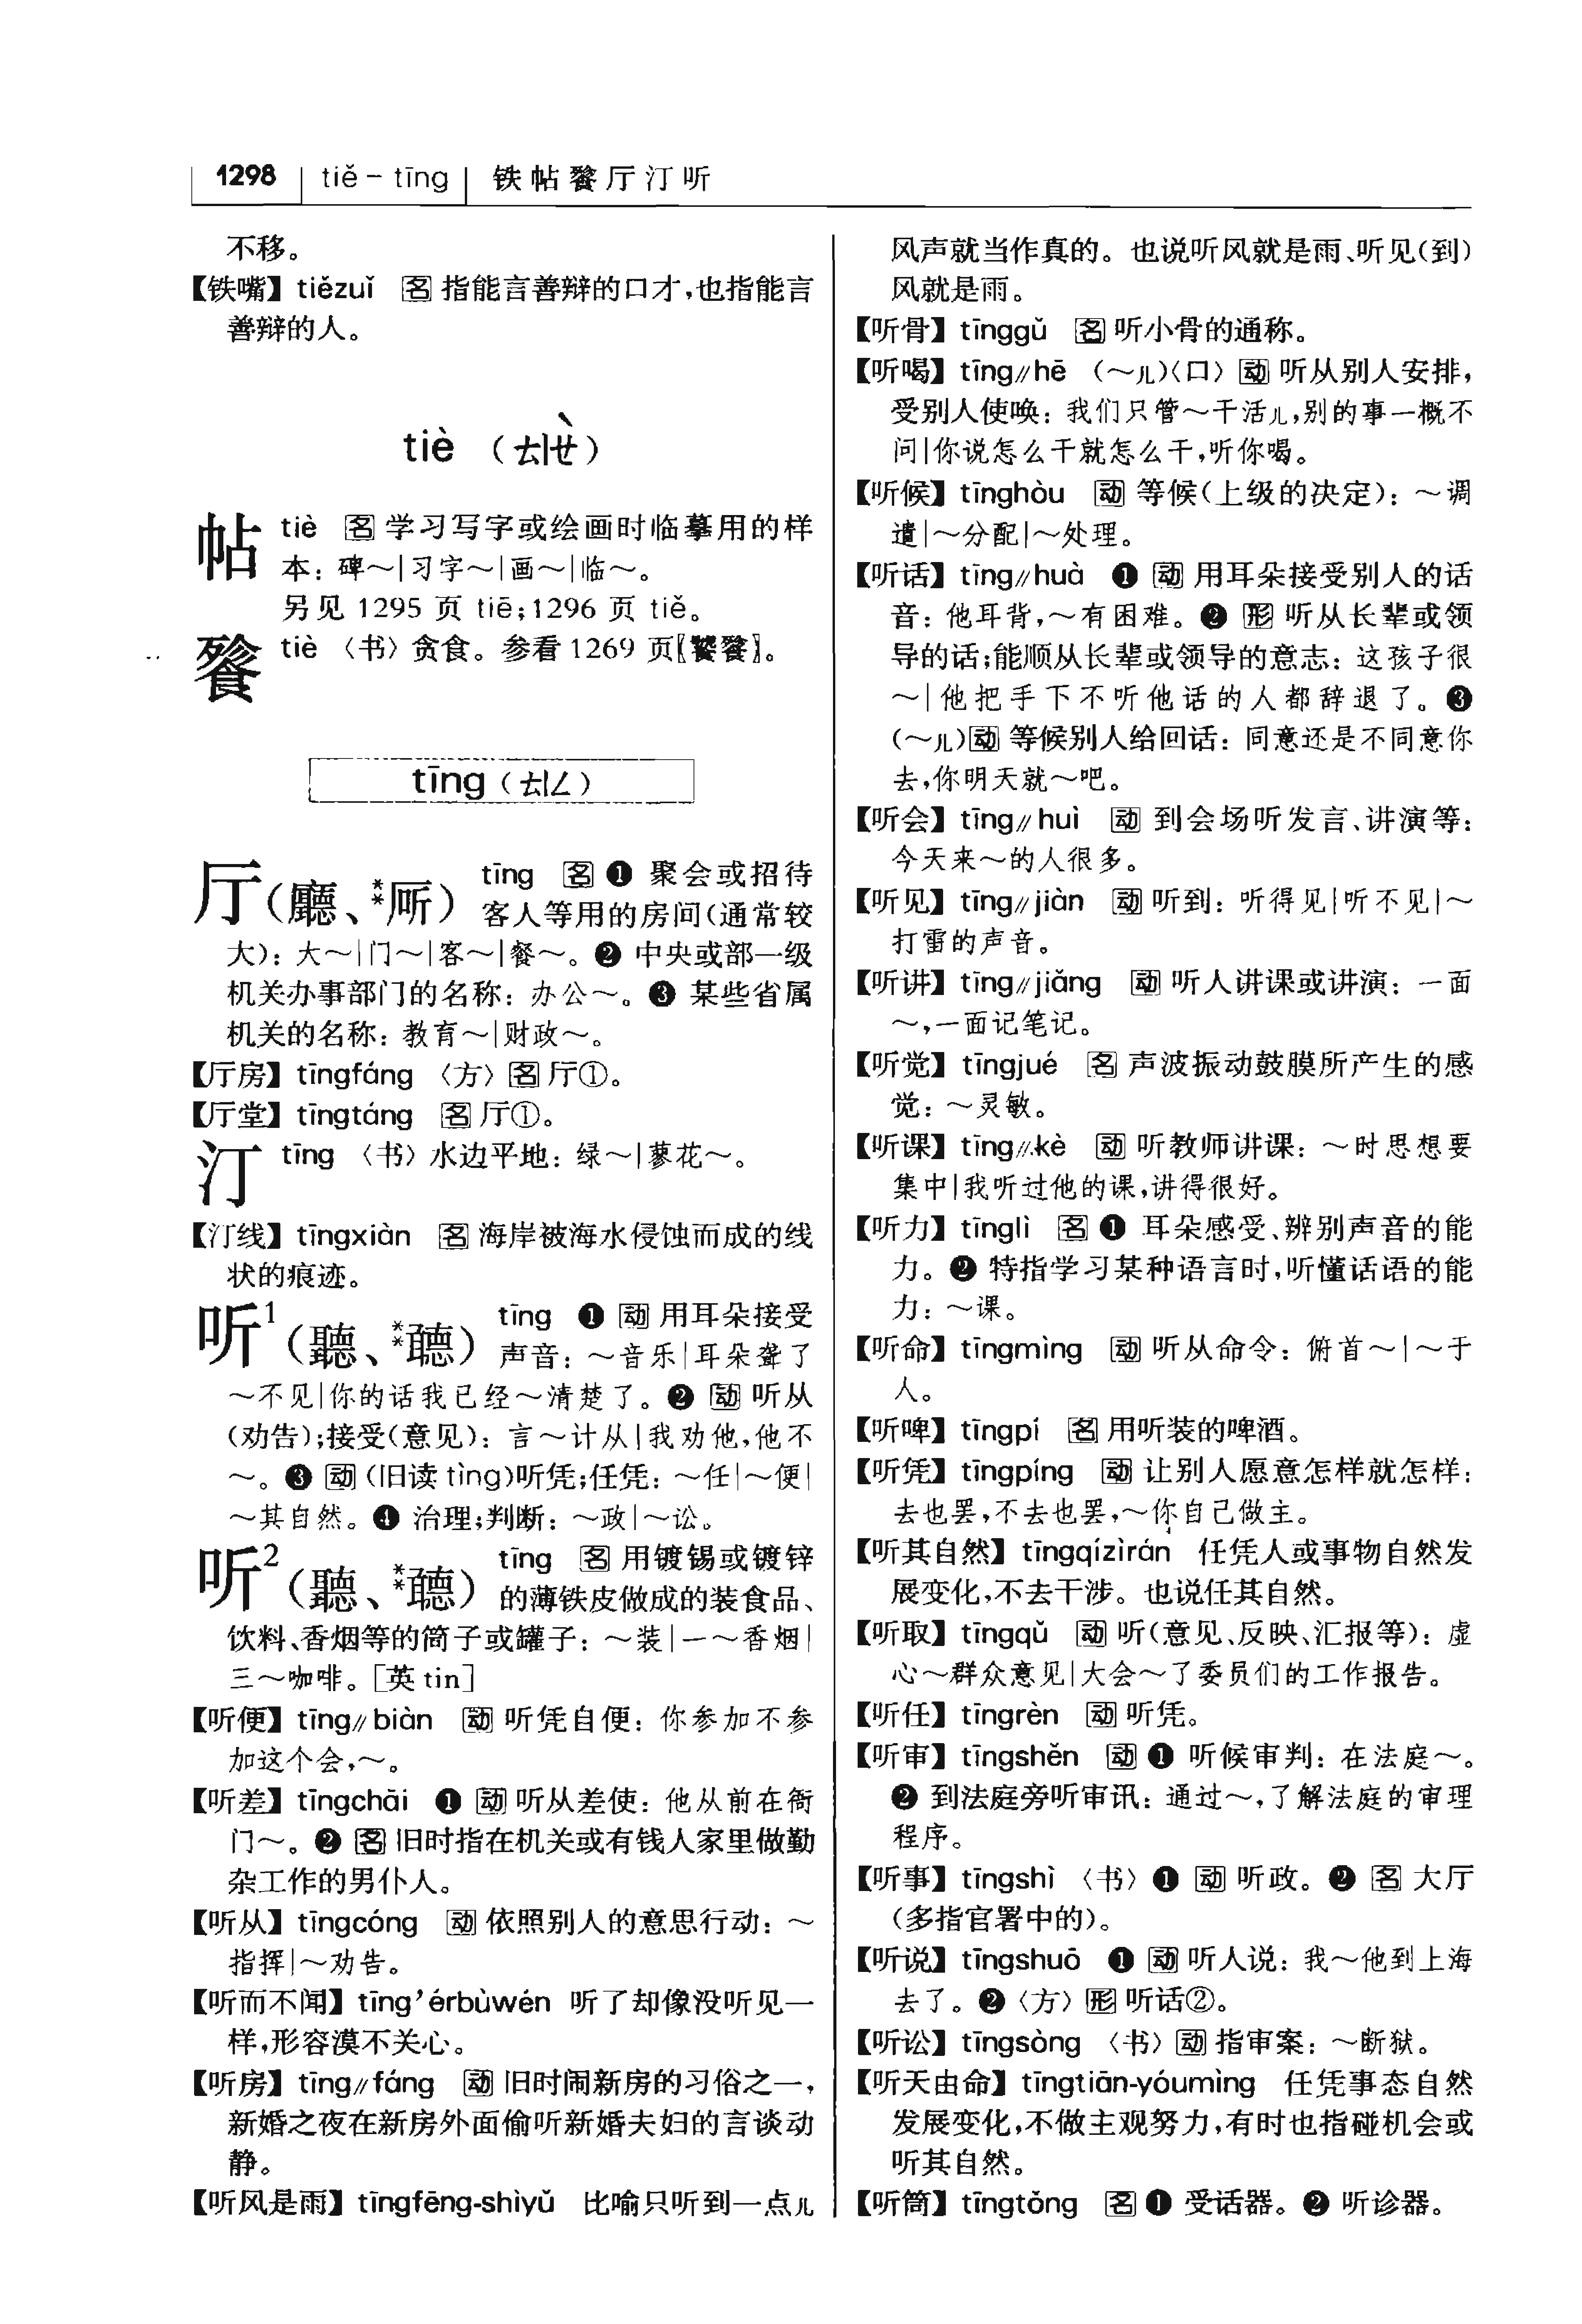 1298 tiě – tīng 铁帖餮厅汀听
不移。
【铁嘴】 tiězuǐ 名 指能言善辩的口才,也指能言
善辩的人。
tiè (ㄊㄧㄝˋ)
帖 tiè 名 学习写字或绘画时临摹用的样
本：碑～|习字～|画～|临～。
另见 1295 页 tiē;1296 页 tiě。
餮 tiè 〈书〉贪食。参看 1269 页〖饕餮〗。
tīng (ㄊㄧㄥ)
厅(廳、**厛) tīng 名 ❶ 聚会或招待
客人等用的房间(通常较
大)：大～|门～|客～|餐～。❷ 中央或部一级
机关办事部门的名称：办公～。❸ 某些省属
机关的名称：教育～|财政～。
【厅房】 tīngfáng 〈方〉名 厅①。
【厅堂】 tīngtáng 名 厅①。
汀 tīng 〈书〉水边平地：绿～|蓼花～。
【汀线】 tīngxiàn 名 海岸被海水侵蚀而成的线
状的痕迹。
听1(聽、**聼) tīng ❶ 动 用耳朵接受
声音：～音乐|耳朵聋了
～不见|你的话我已经～清楚了。❷ 动 听从
(劝告);接受(意见)：言～计从|我劝他,他不
～。❸ 动 (旧读 tìng)听凭;任凭：～任|～便|
～其自然。❹ 治理;判断：～政|～讼。
听2(聽、**聼) tīng 名 用镀锡或镀锌
的薄铁皮做成的装食品、
饮料、香烟等的筒子或罐子：～装|一～香烟|
三～咖啡。[英 tin]
【听便】 tīng∥biàn 动 听凭自便：你参加不参
加这个会,～。
【听差】 tīngchāi ❶ 动 听从差使：他从前在衙
门～。❷ 名 旧时指在机关或有钱人家里做勤
杂工作的男仆人。
【听从】 tīngcóng 动 依照别人的意思行动：～
指挥|～劝告。
【听而不闻】 tīng’érbùwén 听了却像没听见一
样,形容漠不关心。
【听房】 tīng∥fáng 动 旧时闹新房的习俗之一,
新婚之夜在新房外面偷听新婚夫妇的言谈动
静。
【听风是雨】 tīngfēng-shìyǔ 比喻只听到一点儿
风声就当作真的。也说听风就是雨、听见(到)
风就是雨。
【听骨】 tīnggǔ 名 听小骨的通称。
【听喝】 tīng∥hē (～儿)〈口〉动 听从别人安排,
受别人使唤：我们只管～干活儿,别的事一概不
问|你说怎么干就怎么干,听你喝。
【听候】 tīnghòu 动 等候(上级的决定)：～调
遣|～分配|～处理。
【听话】 tīng∥huà ❶ 动 用耳朵接受别人的话
音：他耳背,～有困难。❷ 形 听从长辈或领
导的话;能顺从长辈或领导的意志：这孩子很
～|他把手下不听他话的人都辞退了。❸
(～儿)动 等候别人给回话：同意还是不同意你
去,你明天就～吧。
【听会】 tīng∥huì 动 到会场听发言、讲演等：
今天来～的人很多。
【听见】 tīng∥jiàn 动 听到：听得见|听不见|～
打雷的声音。
【听讲】 tīng∥jiǎng 动 听人讲课或讲演：一面
～,一面记笔记。
【听觉】 tīngjué 名 声波振动鼓膜所产生的感
觉：～灵敏。
【听课】 tīng∥kè 动 听教师讲课：～时思想要
集中|我听过他的课,讲得很好。
【听力】 tīnglì 名 ❶ 耳朵感受、辨别声音的能
力。❷ 特指学习某种语言时,听懂话语的能
力：～课。
【听命】 tīngmìng 动 听从命令：俯首～|～于
人。
【听啤】 tīngpí 名 用听装的啤酒。
【听凭】 tīngpíng 动 让别人愿意怎样就怎样：
去也罢,不去也罢,～你自己做主。
【听其自然】 tīngqízìrán 任凭人或事物自然发
展变化,不去干涉。也说任其自然。
【听取】 tīngqǔ 动 听(意见、反映、汇报等)：虚
心～群众意见|大会～了委员们的工作报告。
【听任】 tīngrèn 动 听凭。
【听审】 tīngshěn 动 ❶ 听候审判：在法庭～。
❷ 到法庭旁听审讯：通过～,了解法庭的审理
程序。
【听事】 tīngshì 〈书〉❶ 动 听政。❷ 名 大厅
(多指官署中的)。
【听说】 tīngshuō ❶ 动 听人说：我～他到上海
去了。❷〈方〉形 听话②。
【听讼】 tīngsòng 〈书〉动 指审案：～断狱。
【听天由命】 tīngtiān-yóumìng 任凭事态自然
发展变化,不做主观努力,有时也指碰机会或
听其自然。
【听筒】 tīngtǒng 名 ❶ 受话器。❷ 听诊器。